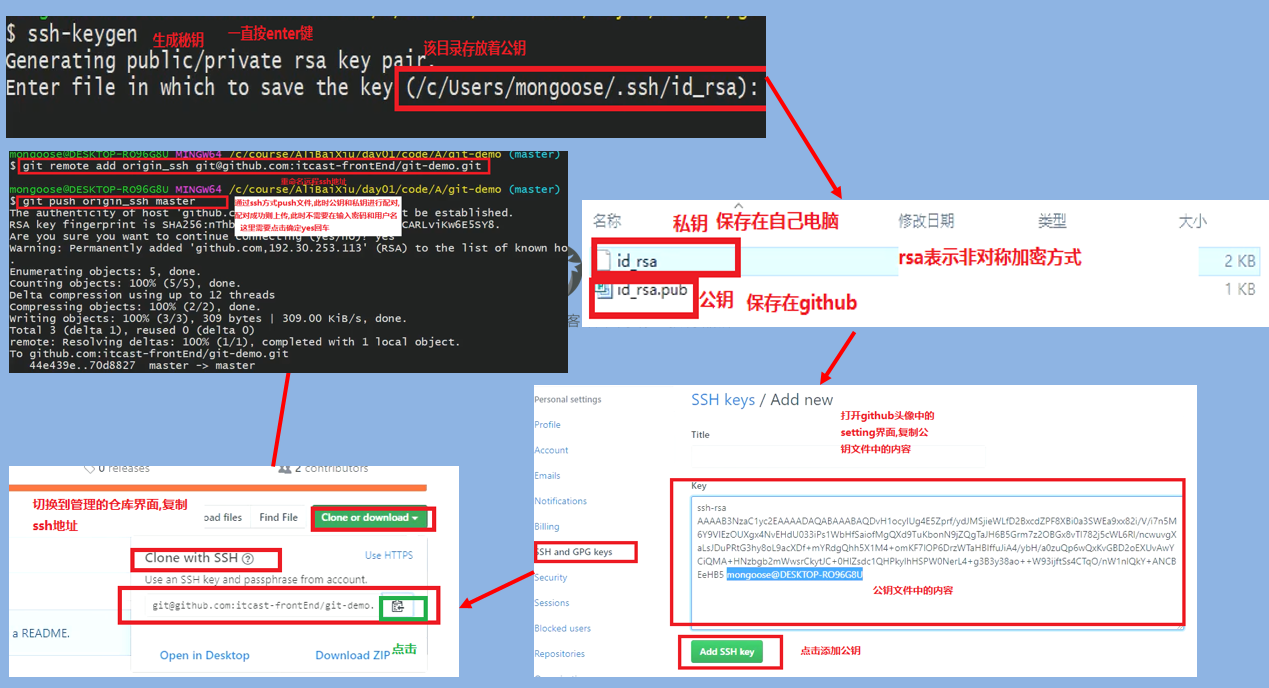 $ ssh-keygen 生成秘钥 一直按enter键
Generating public/private rsa key pair. 该目录存放着公钥
Enter file in which to save the key (/c/Users/mongoose/.ssh/id_rsa):
mongoose@DESKTOP-RO96G8U MINGW64 /c/course/AliBaiXiu/day01/code/A/git-demo (master)
$ git remote add origin_ssh git@github.com:itcast-frontEnd/git-demo.git
重命名远程ssh地址
mongoose@DESKTOP-RO96G8U MINGW64 /c/course/AliBaiXiu/day01/code/A/git-demo (master)
$ git push origin_ssh master
通过ssh方式push文件,此时公钥和私钥进行配对,
配对成功则上传,此时不需要在输入密码和用户名
这里需要点击确定yes回车
The authenticity of host 'github.c t be established.
RSA key fingerprint is SHA256:nThb CARLviKw6E5SY8.
Are you sure you want to continue connecting (yes/no)? yes
Warning: Permanently added 'github.com,192.30.253.113' (RSA) to the list of known ho
.
Enumerating objects: 5, done.
Counting objects: 100% (5/5), done.
Delta compression using up to 12 threads
Compressing objects: 100% (2/2), done.
Writing objects: 100% (3/3), 309 bytes | 309.00 KiB/s, done.
Total 3 (delta 1), reused 0 (delta 0)
remote: Resolving deltas: 100% (1/1), completed with 1 local object.
To github.com:itcast-frontEnd/git-demo.git
44e439e..70d8827 master -> master
名称 修改日期 类型 大小
私钥 保存在自己电脑
id_rsa 2 KB
rsa表示非对称加密方式
id_rsa.pub 1 KB
公钥 保存在github
客
Personal settings
Profile
Account
Emails
Notifications
Billing
SSH and GPG keys
Security
Sessions
Blocked users
Repositories
SSH keys / Add new
打开github头像中的
setting界面,复制公
钥文件中的内容
Title
Key
ssh-rsa
EeHB5 mongoose@DESKTOP-RO96G8U
公钥文件中的内容
Add SSH key 点击添加公钥
0 releases 2 contributors
切换到管理的仓库界面,复制
ssh地址
oad files Find File Clone or download
Clone with SSH ? Use HTTPS
Use an SSH key and passphrase from account.
git@github.com:itcast-frontEnd/git-demo.
a README.
点击
Open in Desktop Download ZIP